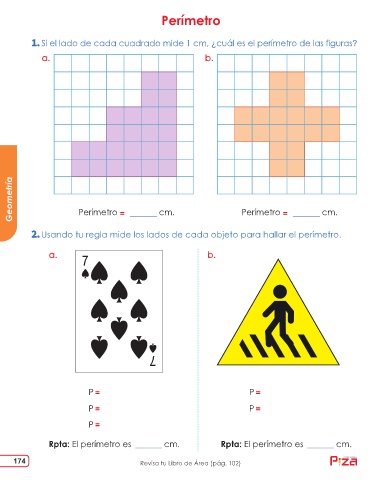 Perímetro
1. Si el lado de cada cuadrado mide 1 cm, ¿cuál es el perímetro de las figuras?
a.
b.
Perímetro = ______ cm.
Perímetro = ______ cm.
Geometría
2. Usando tu regla mide los lados de cada objeto para hallar el perímetro.
a.
b.
7
7
P =
P =
P =
P =
P =
Rpta: El perímetro es ______ cm.
Rpta: El perímetro es ______ cm.
174
Revisa tu Libro de Área (pág. 102)